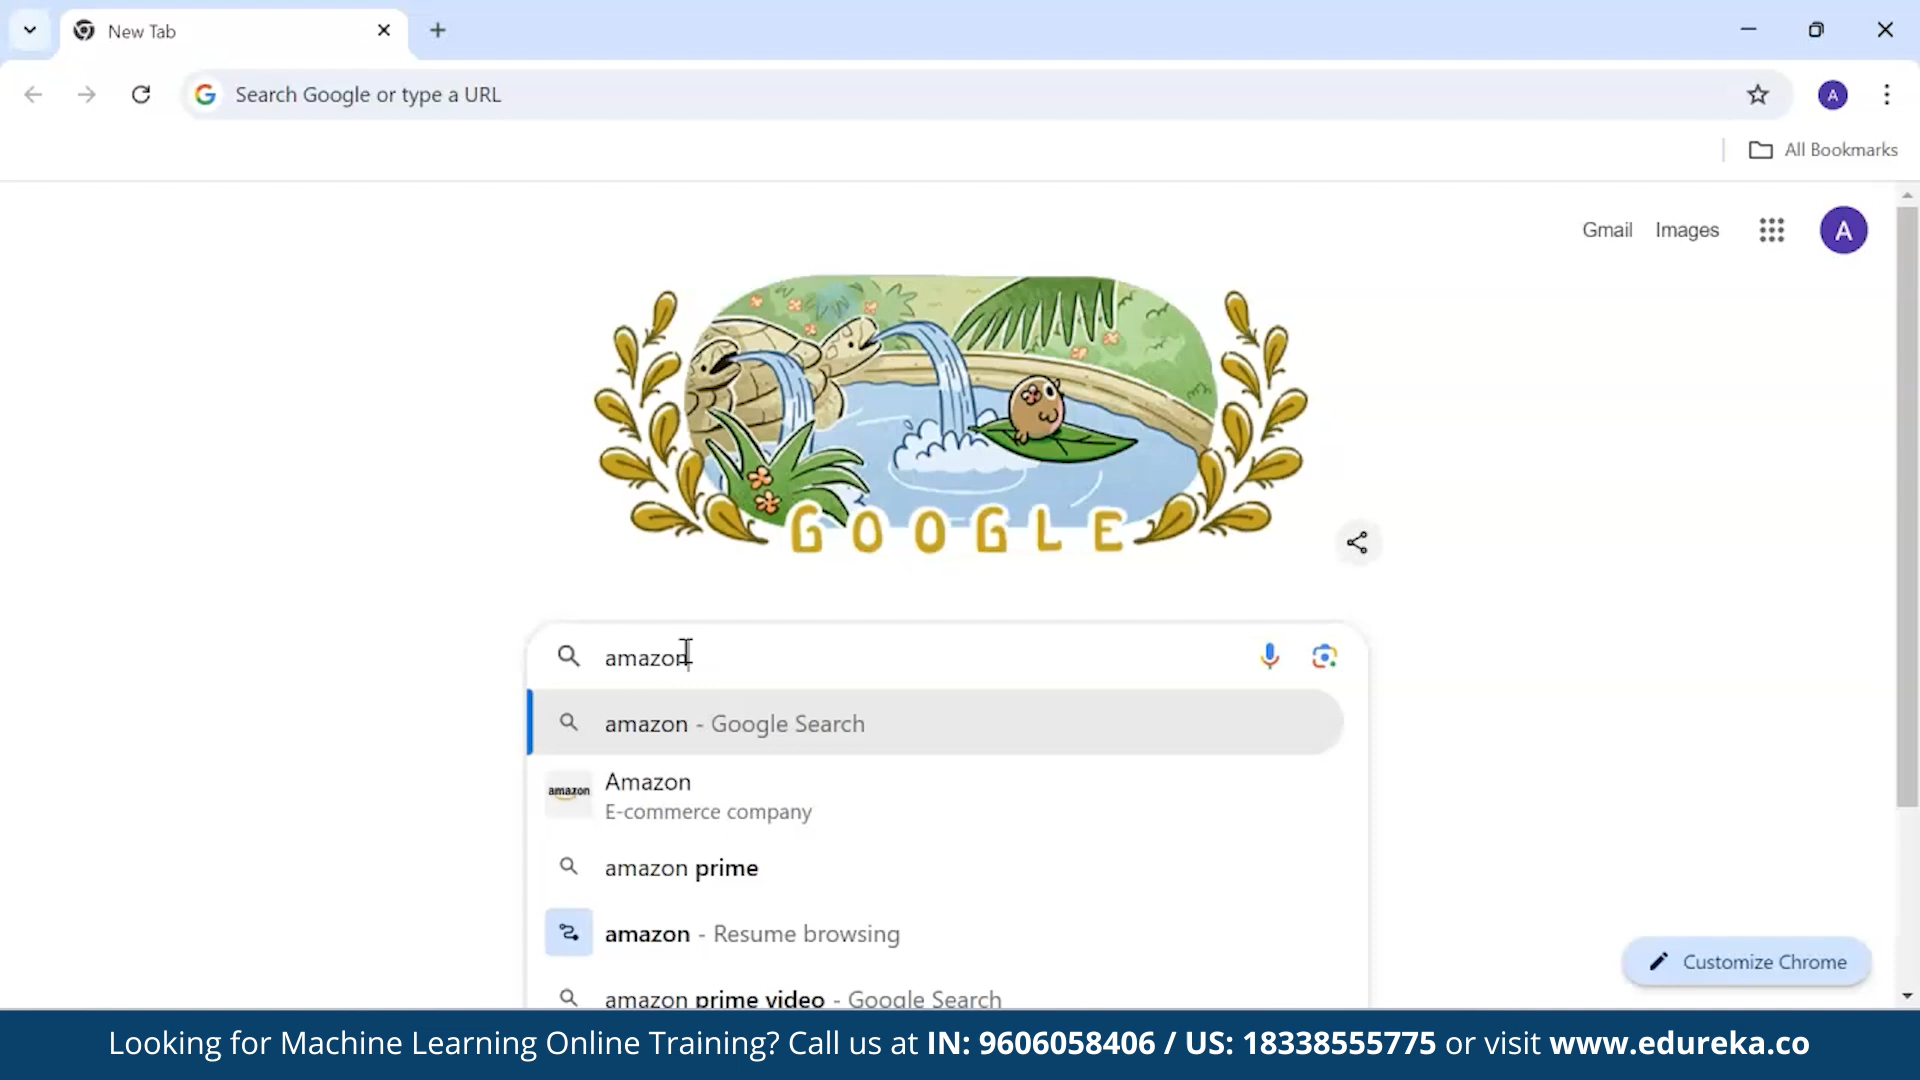 New Tab
Search Google or type a URL
A
All Bookmarks
Gmail Images
A
GOOGLE
amazon
amazon - Google Search
amazon
Amazon
E-commerce company
amazon prime
amazon - Resume browsing
amazon prime video - Google Search
Customize Chrome
Looking for Machine Learning Online Training? Call us at IN: 9606058406 / US: 18338555775 or visit www.edureka.co